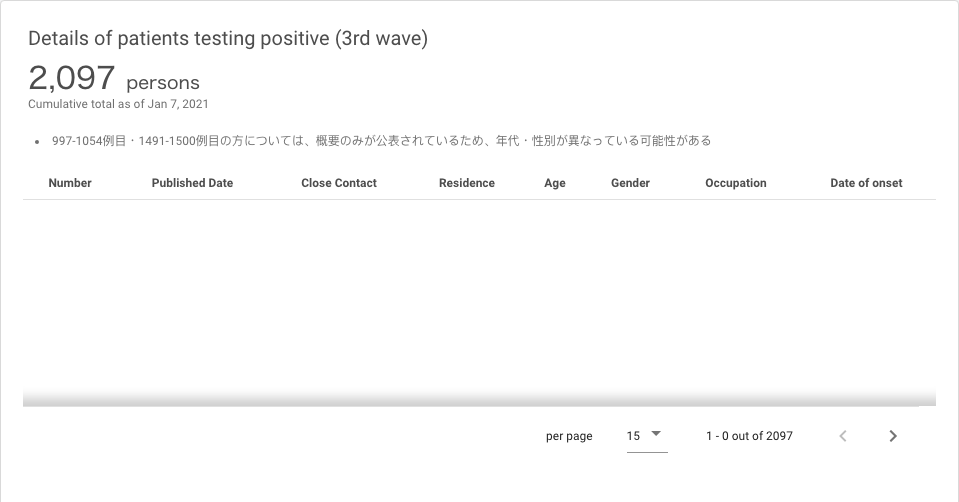 Details of patients testing positive (3rd wave)
2,097 persons
Cumulative total as of Jan 7, 2021
997-1054例目・1491-1500例目の方については、概要のみが公表されているため、年代・性別が異なっている可能性がある
Number Published Date Close Contact Residence Age Gender Occupation Date of onset
per page 15 1 - 0 out of 2097